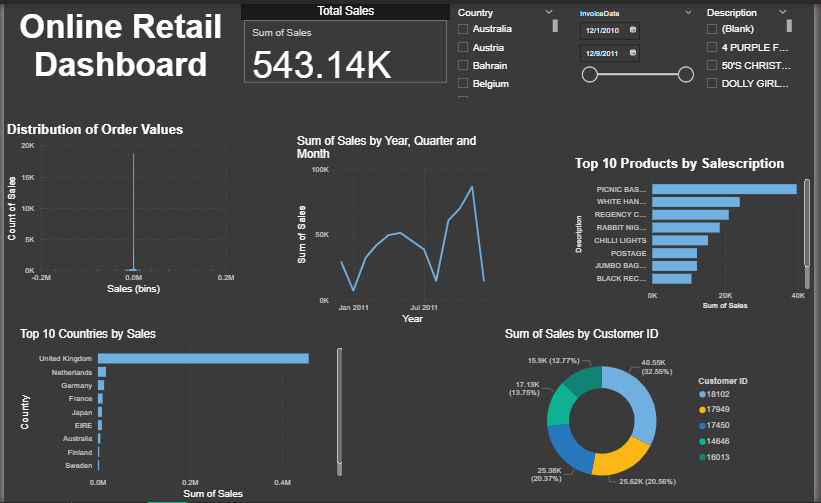 Online Retail
Dashboard
Total Sales
Sum of Sales
543.14K
Country
Australia
Austria
Bahrain
Belgium
InvoiceDate
12/1/2010
12/9/2011
Description
(Blank)
4 PURPLE F...
50'S CHRIST...
DOLLY GIRL...
Distribution of Order Values
Count of Sales
20K
15K
10K
5K
0K
-0.2M
0.0M
0.2M
Sales (bins)
Sum of Sales by Year, Quarter and
Month
Sum of Sales
100K
50K
0K
Jan 2011
Jul 2011
Year
Top 10 Products by Salescription
Description
PICNIC BAS...
WHITE HAN...
REGENCY C...
RABBIT NIG...
CHILLI LIGHTS
POSTAGE
JUMBO BAG...
BLACK REC...
0K
20K
40K
Sum of Sales
Top 10 Countries by Sales
Country
United Kingdom
Netherlands
Germany
France
Japan
EIRE
Australia
Finland
Sweden
0.0M
0.2M
0.4M
Sum of Sales
Sum of Sales by Customer ID
15.9K (12.77%)
40.55K
(32.55%)
17.13K
(13.75%)
25.38K
(20.37%)
25.62K (20.56%)
Customer ID
18102
17949
17450
14646
16013